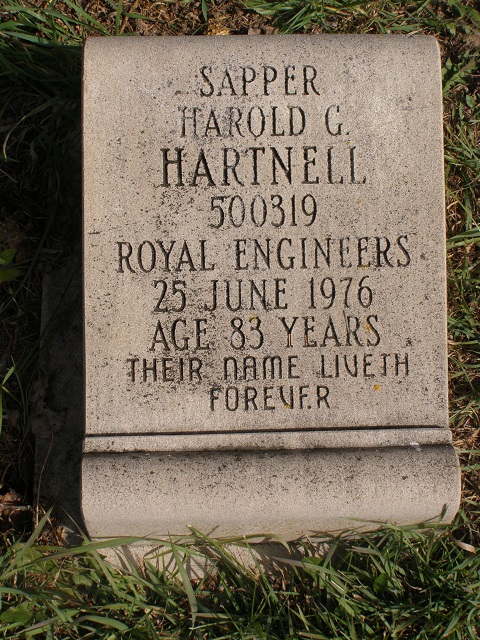 SAPPER
HAROLD G.
HARTNELL
500319
ROYAL ENGINEERS
25 JUNE 1976
AGE 83 YEARS
THEIR NAME LIVETH
FOREVER